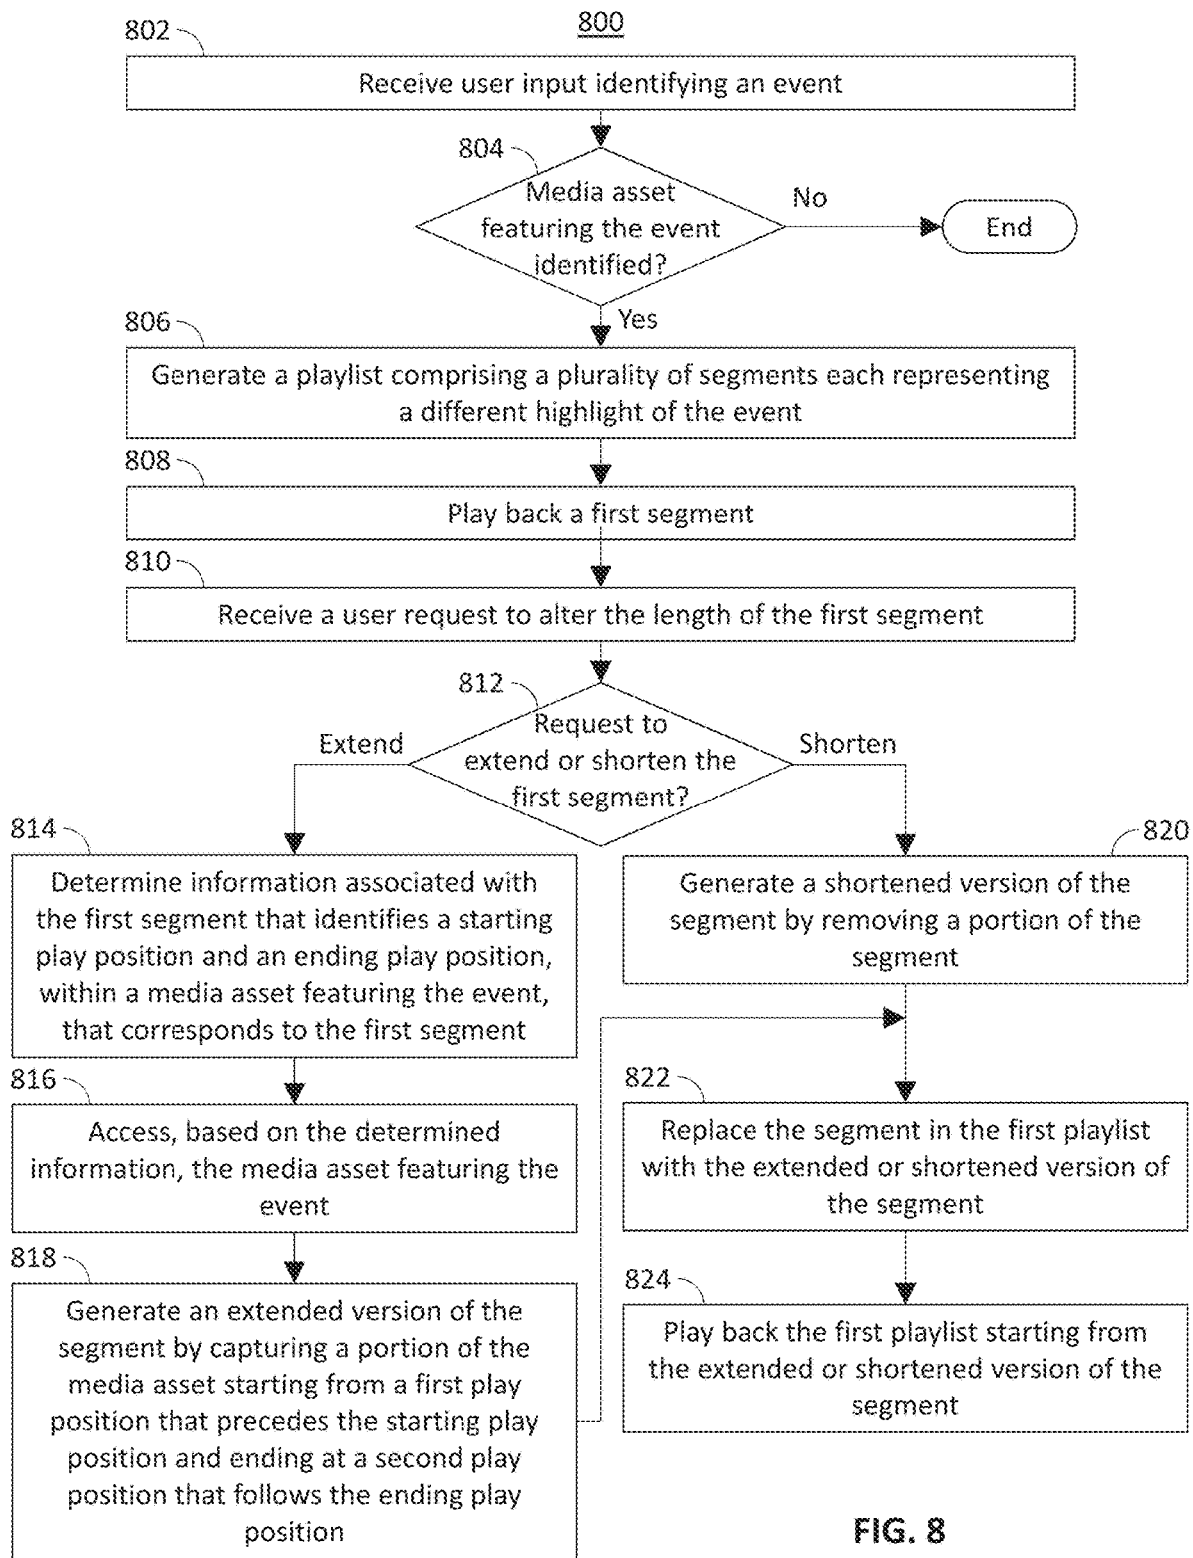 800
802
Receive user input identifying an event
804
Media asset
featuring the event
identified?
No
End
Yes
806
Generate a playlist comprising a plurality of segments each representing
a different highlight of the event
808
Play back a first segment
810
Receive a user request to alter the length of the first segment
812
Request to
extend or shorten the
first segment?
Extend
Shorten
814
Determine information associated with
the first segment that identifies a starting
play position and an ending play position,
within a media asset featuring the event,
that corresponds to the first segment
816
Access, based on the determined
information, the media asset featuring the
event
818
Generate an extended version of the
segment by capturing a portion of the
media asset starting from a first play
position that precedes the starting play
position and ending at a second play
position that follows the ending play
position
820
Generate a shortened version of the
segment by removing a portion of the
segment
822
Replace the segment in the first playlist
with the extended or shortened version of
the segment
824
Play back the first playlist starting from
the extended or shortened version of the
segment
FIG. 8